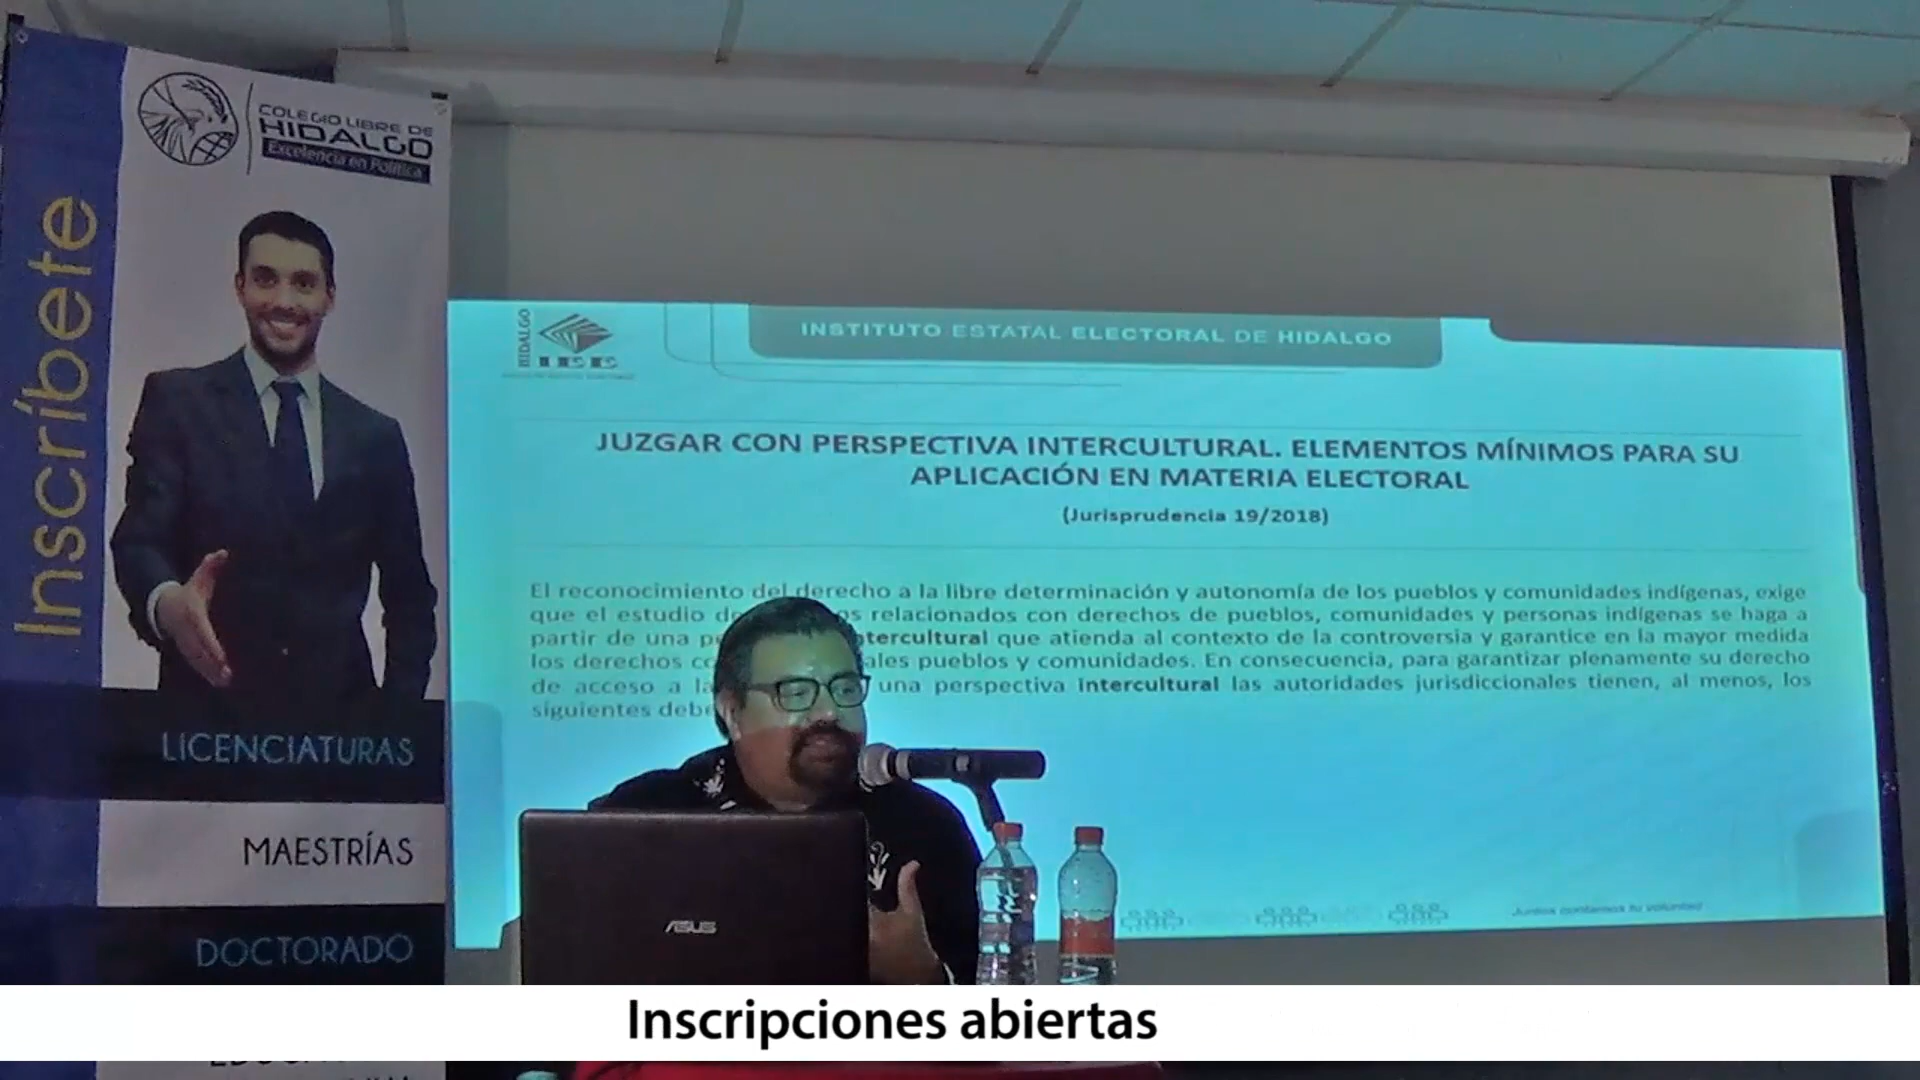 Inscríbete
COLEGIO LIBRE DE
HIDALGO
Excelencia en Política
LICENCIATURAS
MAESTRÍAS
DOCTORADO
HIDALGO
IEE
INSTITUTO ESTATAL ELECTORAL DE HIDALGO
JUZGAR CON PERSPECTIVA INTERCULTURAL. ELEMENTOS MÍNIMOS PARA SU
APLICACIÓN EN MATERIA ELECTORAL
(Jurisprudencia 19/2018)
El reconocimiento del derecho a la libre determinación y autonomía de los pueblos y comunidades indígenas, exige
que el estudio relacionados con derechos de pueblos, comunidades y personas indígenas se haga a
partir de una tercultural que atienda al contexto de la controversia y garantice en la mayor medida
los derechos ales pueblos y comunidades. En consecuencia, para garantizar plenamente su derecho
de acceso a la una perspectiva intercultural las autoridades jurisdiccionales tienen, al menos, los
siguientes debe
Juntos contamos tu voluntad
ASUS
Inscripciones abiertas